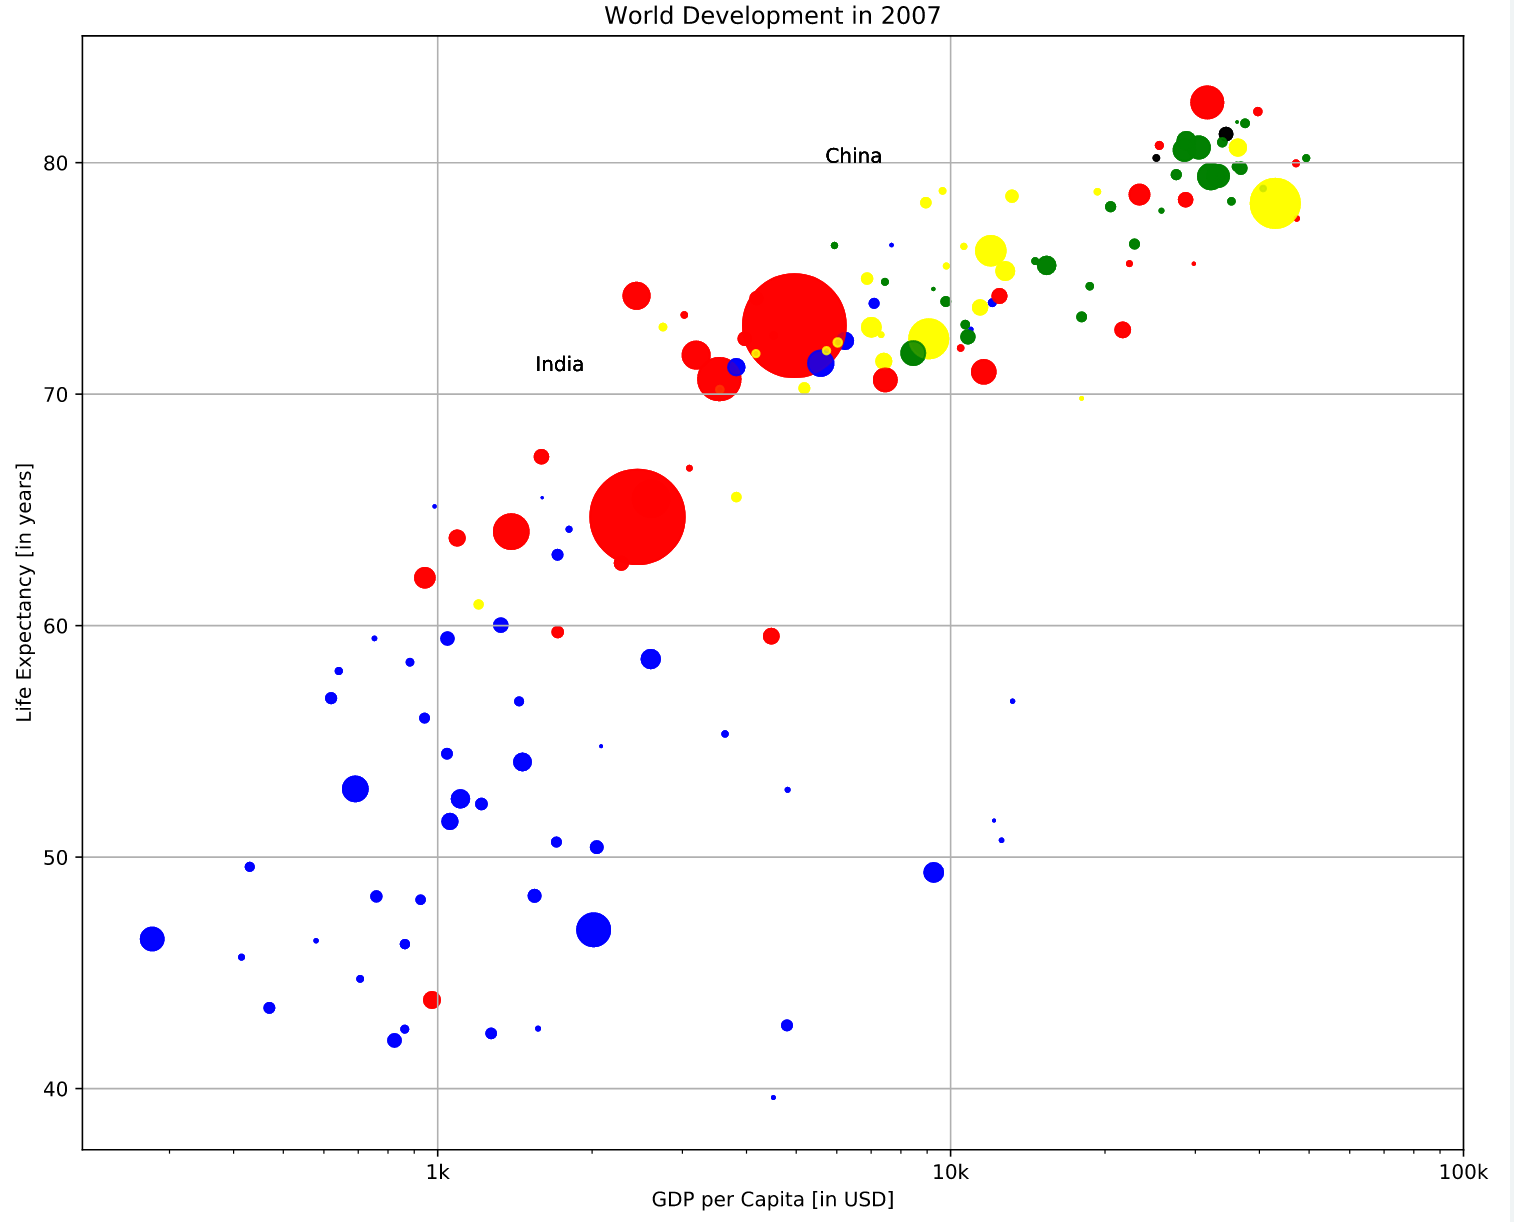 World Development in 2007
China
India
Life Expectancy [in years]
80
70
60
50
40
1k
10k
100k
GDP per Capita [in USD]